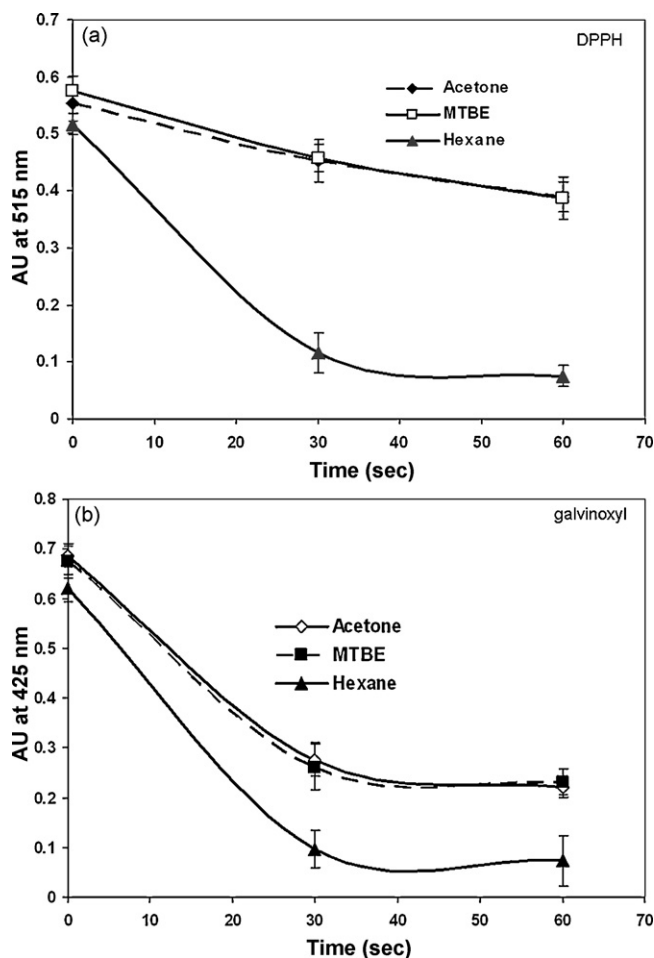 (a)
DPPH
Acetone
MTBE
Hexane
AU at 515 nm
0.7
0.6
0.5
0.4
0.3
0.2
0.1
0
0 10 20 30 40 50 60 70
Time (sec)
(b)
galvinoxyl
Acetone
MTBE
Hexane
AU at 425 nm
0.8
0.7
0.6
0.5
0.4
0.3
0.2
0.1
0
0 10 20 30 40 50 60 70
Time (sec)